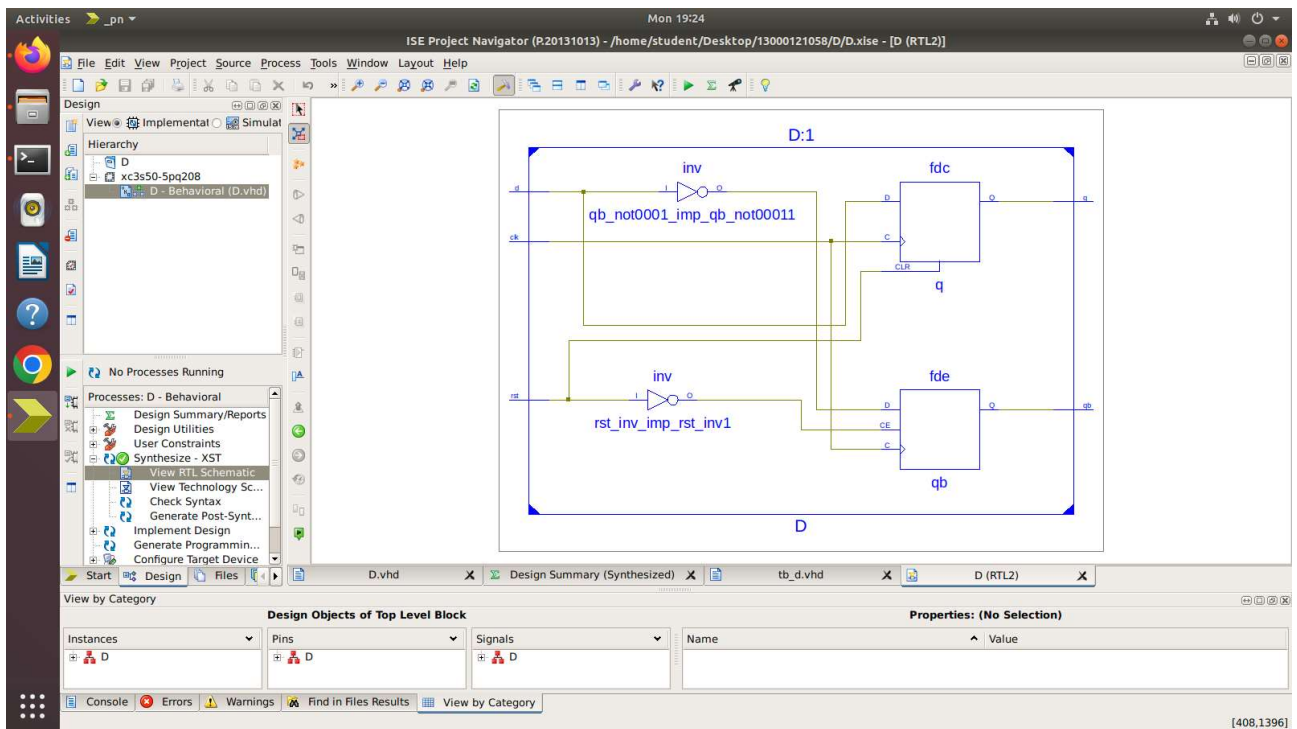 Activities _pn Mon 19:24
ISE Project Navigator (P.20131013) - /home/student/Desktop/13000121058/D/D.xise - [D (RTL2)]
File Edit View Project Source Process Tools Window Layout Help
Design
View Implementat Simulat
Hierarchy
D
xc3s50-5pq208
D - Behavioral (D.vhd)
No Processes Running
Processes: D - Behavioral
Design Summary/Reports
Design Utilities
User Constraints
Synthesize - XST
View RTL Schematic
View Technology Sc...
Check Syntax
Generate Post-Synt...
Implement Design
Generate Programmin...
Configure Target Device
Start Design Files
D:1
inv
fdc
d
I
O
D
Q
q
qb_not0001_imp_qb_not00011
clk
C
CLR
q
inv
fde
rst
I
O
D
Q
qb
rst_inv_imp_rst_inv1
CE
C
qb
D
D.vhd Design Summary (Synthesized) tb_d.vhd D (RTL2)
View by Category
Design Objects of Top Level Block Properties: (No Selection)
Instances Pins Signals Name Value
D D D
Console Errors Warnings Find in Files Results View by Category
[408,1396]